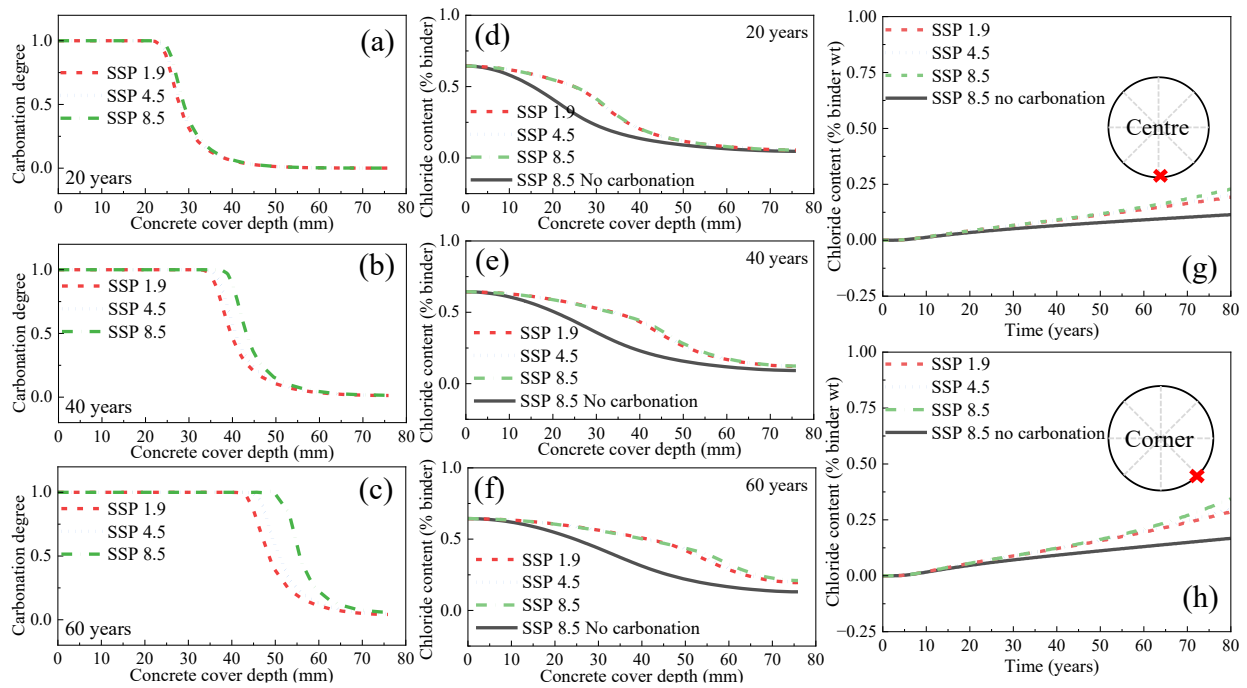 (a)
Carbonation degree
1.0
0.5
0.0
SSP 1.9
SSP 4.5
SSP 8.5
20 years
0 10 20 30 40 50 60 70 80
Concrete cover depth (mm)
(b)
Carbonation degree
1.0
0.5
0.0
SSP 1.9
SSP 4.5
SSP 8.5
40 years
0 10 20 30 40 50 60 70 80
Concrete cover depth (mm)
(c)
Carbonation degree
1.0
0.5
0.0
SSP 1.9
SSP 4.5
SSP 8.5
60 years
0 10 20 30 40 50 60 70 80
Concrete cover depth (mm)
(d)
20 years
Chloride content (% binder)
1.0
0.5
0.0
SSP 1.9
SSP 4.5
SSP 8.5
SSP 8.5 No carbonation
0 10 20 30 40 50 60 70 80
Concrete cover depth (mm)
(e)
40 years
Chloride content (% binder)
1.0
0.5
0.0
SSP 1.9
SSP 4.5
SSP 8.5
SSP 8.5 No carbonation
0 10 20 30 40 50 60 70 80
Concrete cover depth (mm)
(f)
60 years
Chloride content (% binder)
1.0
0.5
0.0
SSP 1.9
SSP 4.5
SSP 8.5
SSP 8.5 No carbonation
0 10 20 30 40 50 60 70 80
Concrete cover depth (mm)
Chloride content (% binder wt)
1.00
0.75
0.50
0.25
0.00
−0.25
SSP 1.9
SSP 4.5
SSP 8.5
SSP 8.5 no carbonation
Centre
(g)
0 10 20 30 40 50 60 70 80
Time (years)
Chloride content (% binder wt)
1.00
0.75
0.50
0.25
0.00
−0.25
SSP 1.9
SSP 4.5
SSP 8.5
SSP 8.5 no carbonation
Corner
(h)
0 10 20 30 40 50 60 70 80
Time (years)